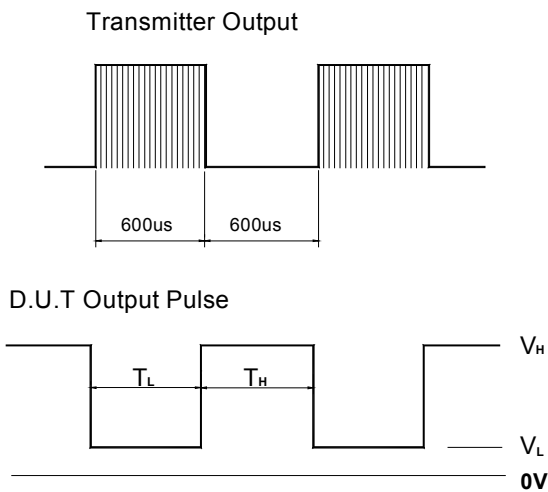 Transmitter Output
600us 600us
D.U.T Output Pulse
VH
TL TH
VL
0V